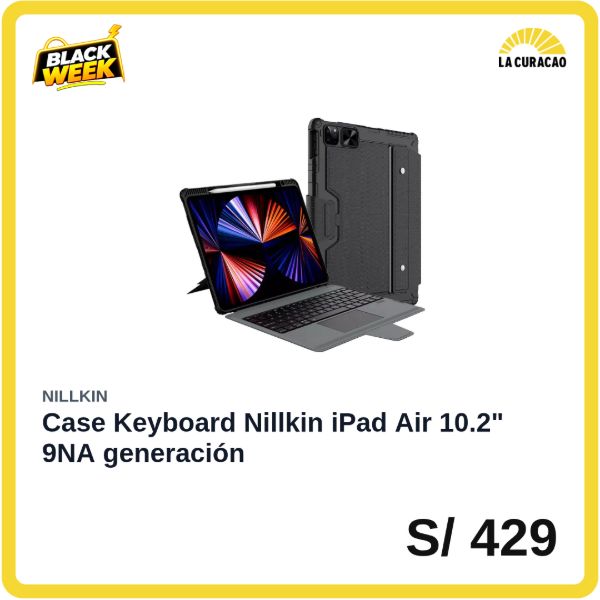 BLACK
WEEK
LA CURACAO
NILLKIN
Case Keyboard Nillkin iPad Air 10.2"
9NA generación
S/ 429